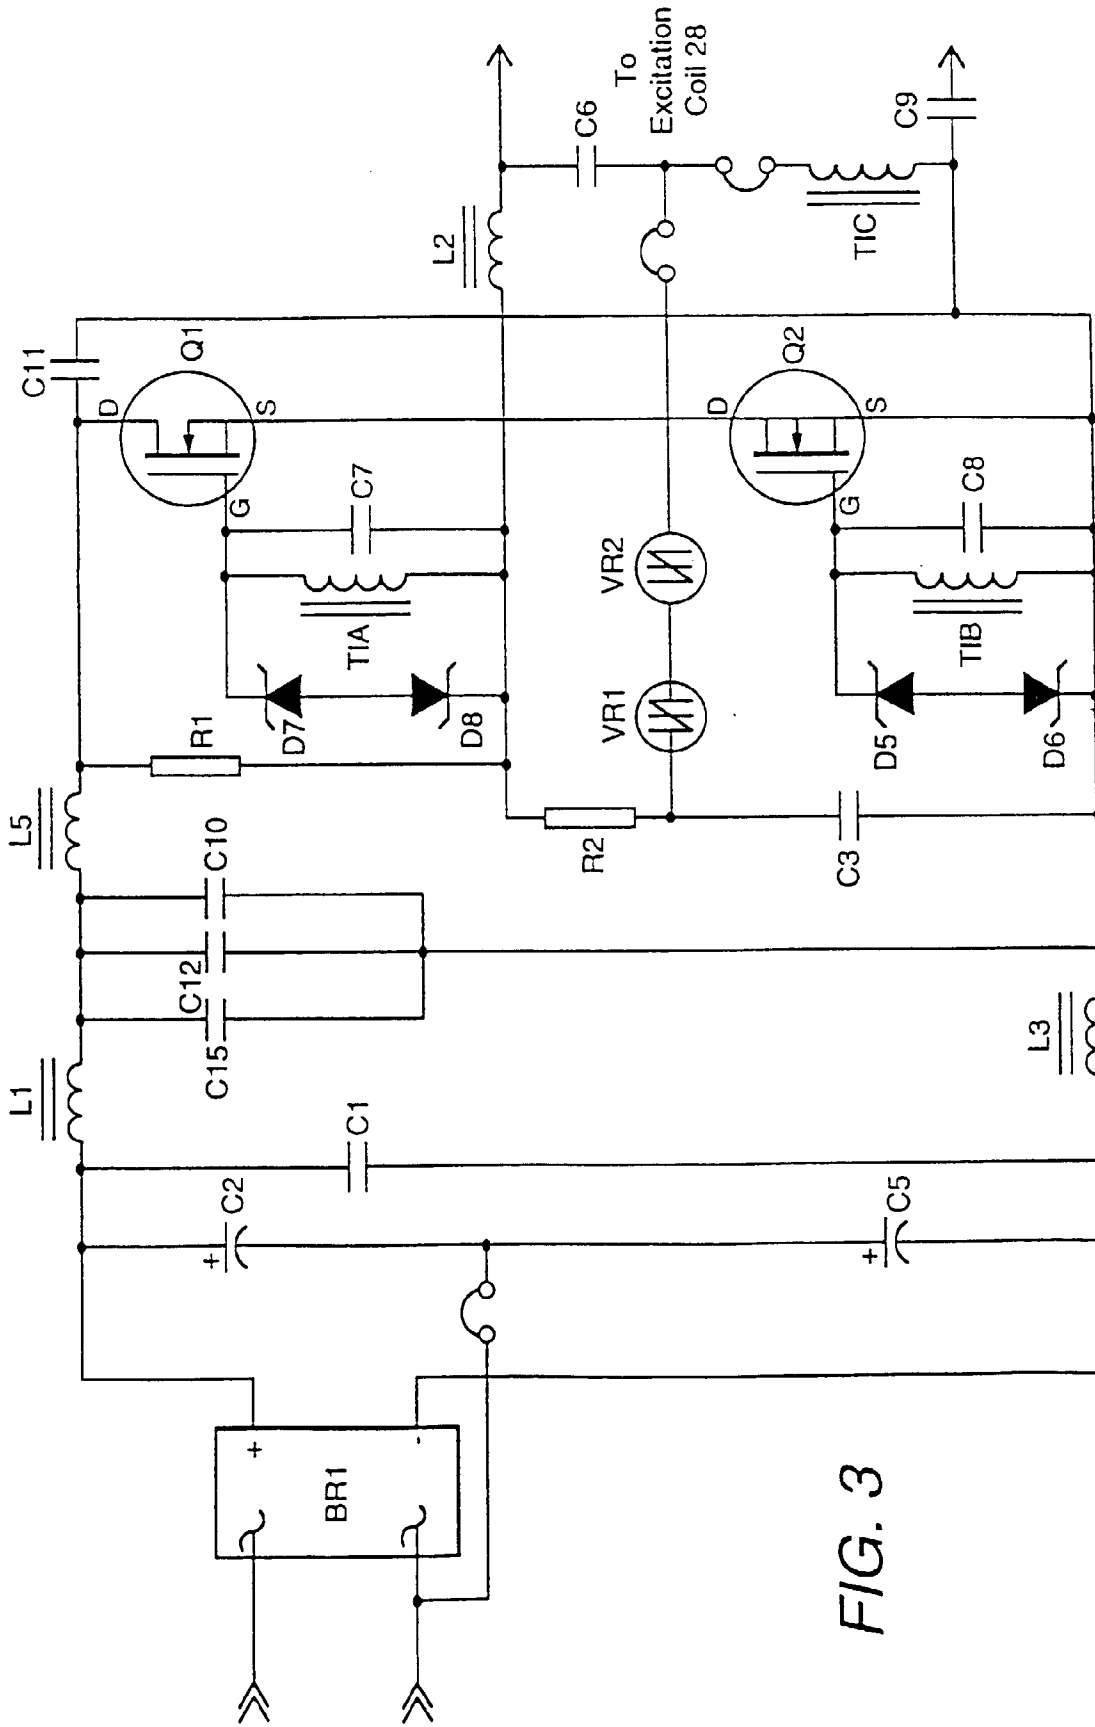 L1
L5
C11
C2
C1
C15
C12
C10
R1
D7
D8
TIA
C7
G
D
S
Q1
L2
C6
To
Excitation
Coil 28
BR1
+
-
+
R2
VR1
VR2
TIC
C9
C5
+
C3
D5
D6
TIB
C8
G
D
S
Q2
L3
FIG. 3